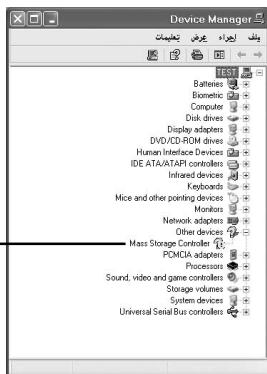 Device Manager
ملف إجراء عرض تعليمات
TEST
Batteries
Biometric
Computer
Disk drives
Display adapters
DVD/CD-ROM drives
Human Interface Devices
IDE ATA/ATAPI controllers
Infrared devices
Keyboards
Mice and other pointing devices
Monitors
Network adapters
Other devices
Mass Storage Controller
PCMCIA adapters
Processors
Sound, video and game controllers
Storage volumes
System devices
Universal Serial Bus controllers